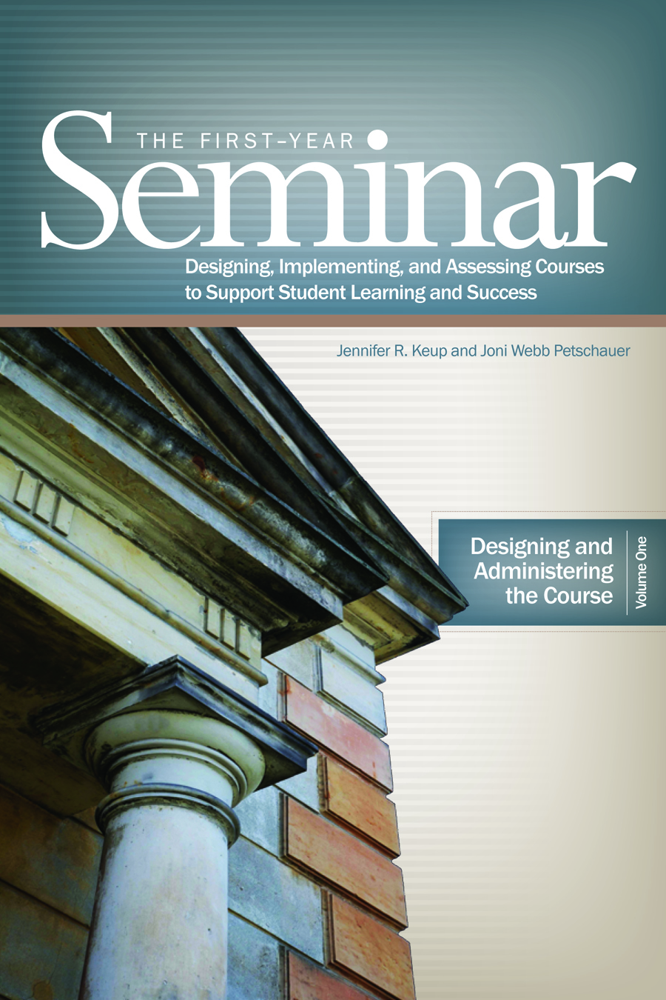 THE FIRST–YEAR
Seminar
Designing, Implementing, and Assessing Courses
to Support Student Learning and Success
Jennifer R. Keup and Joni Webb Petschauer
Designing and
Administering
the Course
Volume One